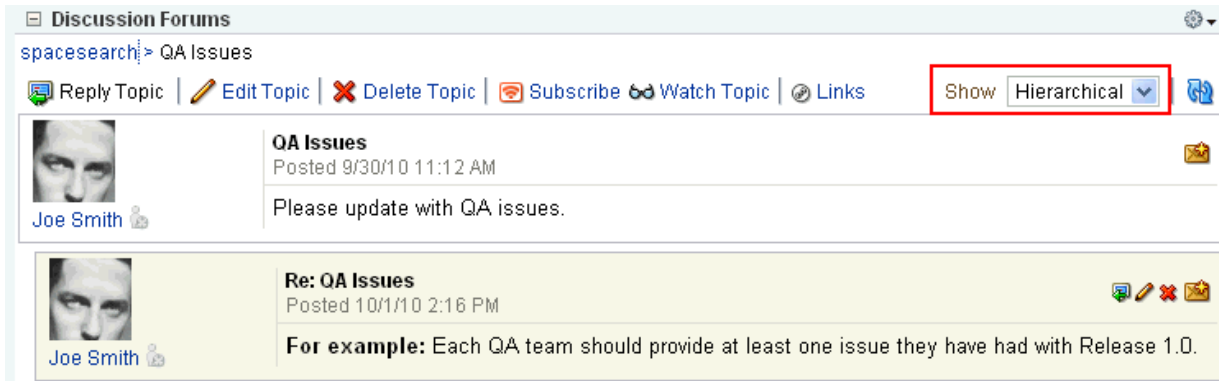 Discussion Forums
spacesearch > QA Issues
Reply Topic | Edit Topic | Delete Topic | Subscribe Watch Topic | Links Show Hierarchical
QA Issues
Posted 9/30/10 11:12 AM
Please update with QA issues.
Joe Smith
Re: QA Issues
Posted 10/1/10 2:16 PM
For example: Each QA team should provide at least one issue they have had with Release 1.0.
Joe Smith